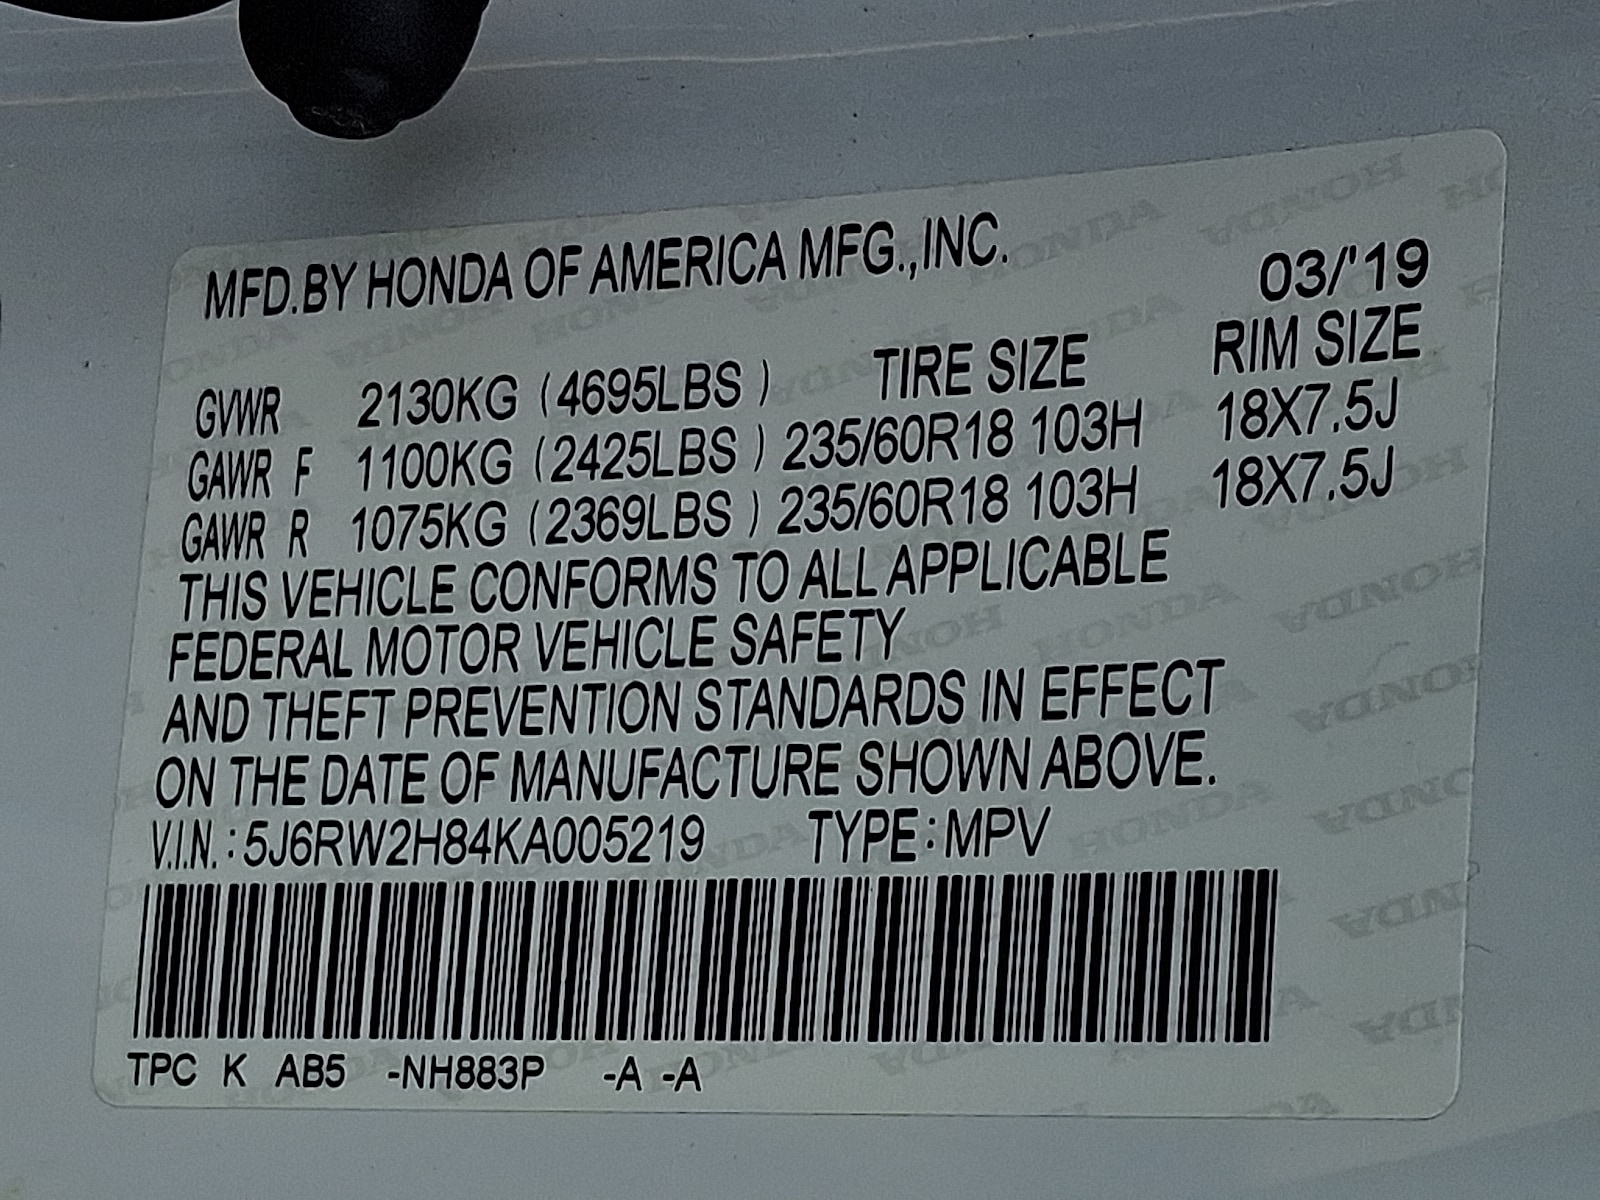 MFD.BY HONDA OF AMERICA MFG.,INC. 03/'19
GVWR 2130KG (4695LBS ) TIRE SIZE RIM SIZE
GAWR F 1100KG (2425LBS ) 235/60R18 103H 18X7.5J
GAWR R 1075KG (2369LBS ) 235/60R18 103H 18X7.5J
THIS VEHICLE CONFORMS TO ALL APPLICABLE
FEDERAL MOTOR VEHICLE SAFETY
AND THEFT PREVENTION STANDARDS IN EFFECT
ON THE DATE OF MANUFACTURE SHOWN ABOVE.
V.I.N.: 5J6RW2H84KA005219 TYPE: MPV
TPC K AB5 -NH883P -A -A